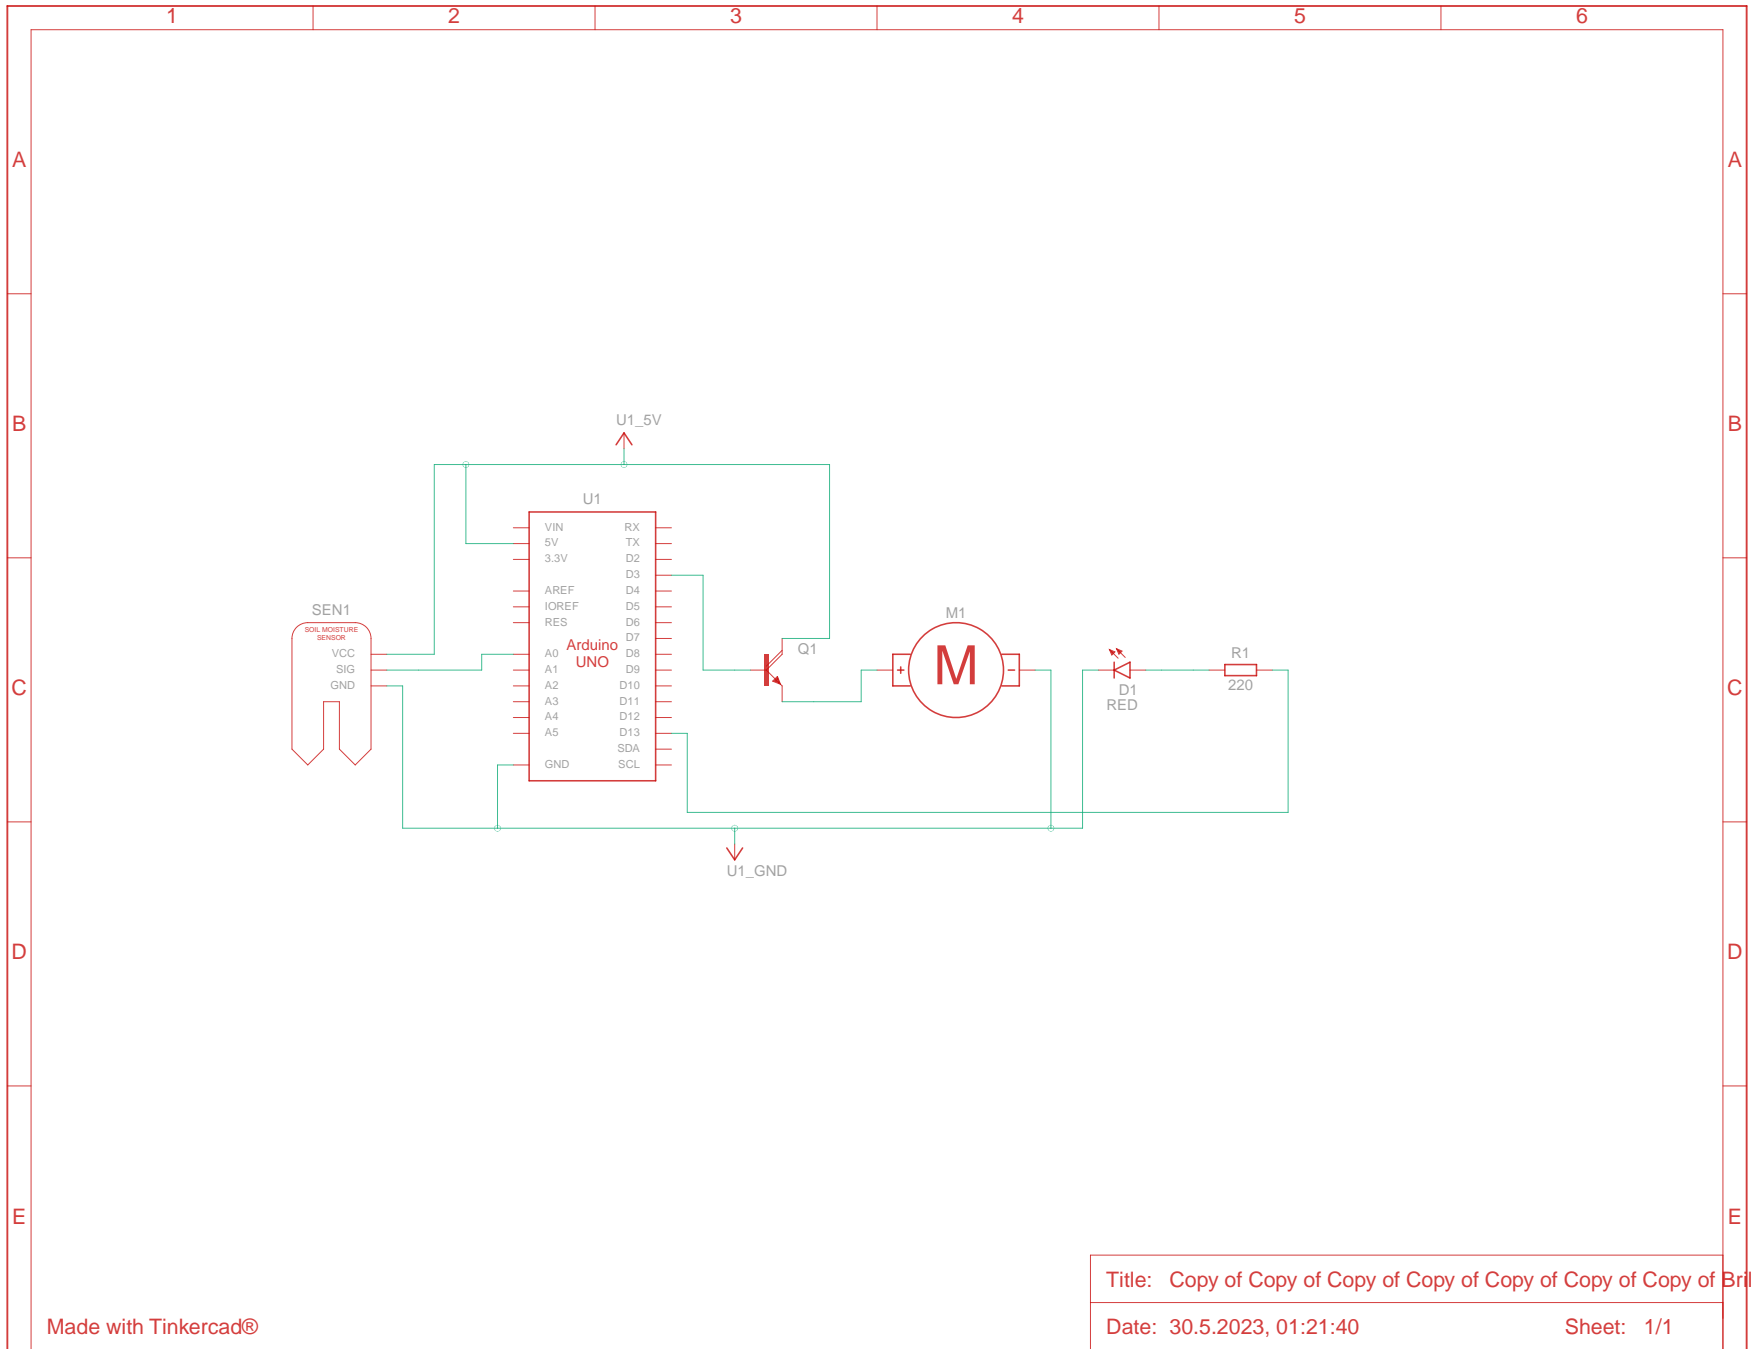 1 2 3 4 5 6
A A
B B
C C
D D
E E
U1_5V
U1
VIN RX
5V TX
3.3V D2
D3
AREF D4
IOREF D5
RES D6
D7
A0 D8
A1 D9
A2 D10
A3 D11
A4 D12
A5 D13
SDA
GND SCL
Arduino
UNO
SEN1
SOIL MOISTURE
SENSOR
VCC
SIG
GND
Q1
M1
+ M -
D1
RED
R1
220
U1_GND
Title: Copy of Copy of Copy of Copy of Copy of Copy of Copy of Bril
Date: 30.5.2023, 01:21:40 Sheet: 1/1
Made with Tinkercad®